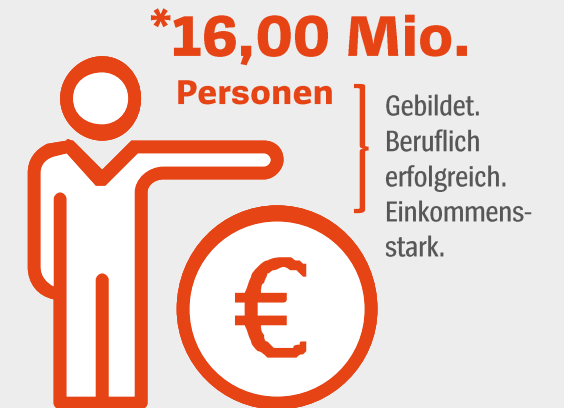 *16,00 Mio.
Personen
Gebildet.
Beruflich
erfolgreich.
Einkommens-
stark.
€